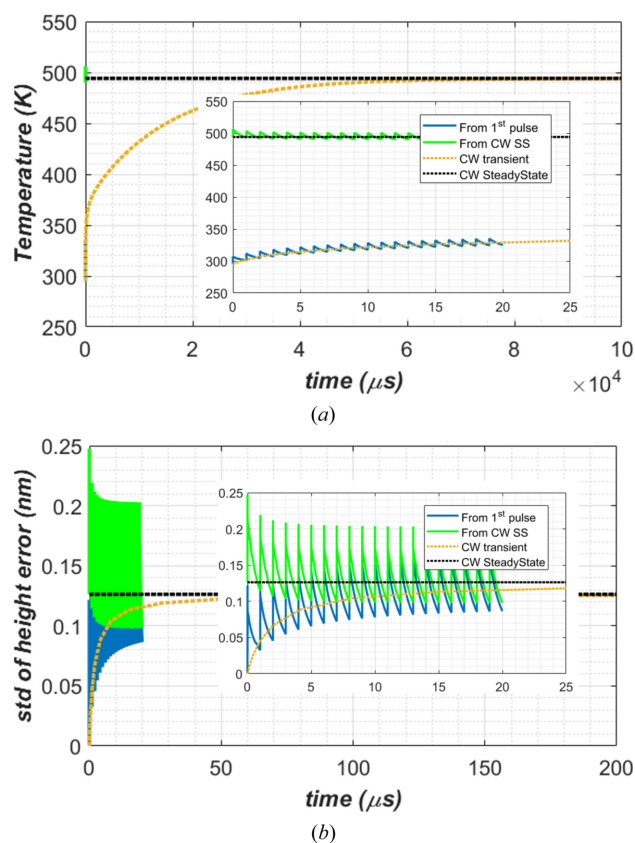 550
500
450
400
350
300
250
Temperature (K)
550
500
450
400
350
300
250
From 1st pulse
From CW SS
CW transient
CW SteadyState
0 5 10 15 20 25
0 2 4 6 8 10
time (μs)
×10^4
(a)
0.25
0.2
0.15
0.1
0.05
0
std of height error (nm)
0.25
0.2
0.15
0.1
0.05
0
From 1st pulse
From CW SS
CW transient
CW SteadyState
0 5 10 15 20 25
0 50 100 150 200
time (μs)
(b)